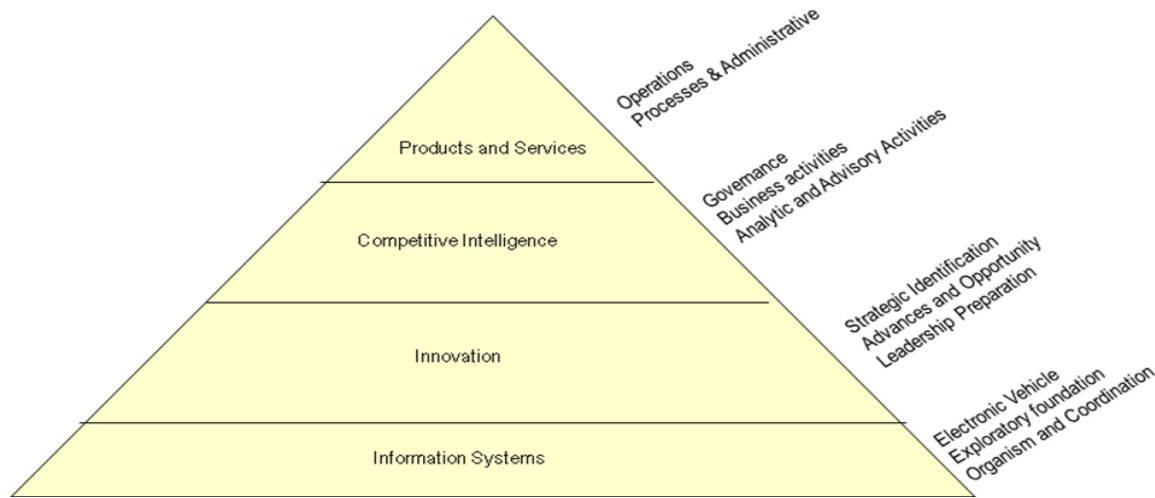 Operations
Processes & Administrative
Products and Services
Governance
Business activities
Analytic and Advisory Activities
Competitive Intelligence
Strategic Identification
Advances and Opportunity
Leadership Preparation
Innovation
Electronic Vehicle
Exploratory foundation
Organism and Coordination
Information Systems